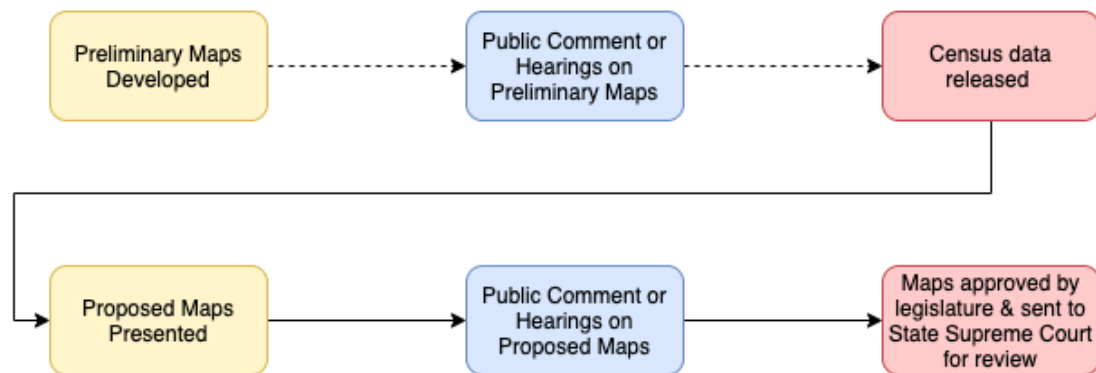 Preliminary Maps
Developed
Public Comment or
Hearings on
Preliminary Maps
Census data
released
Proposed Maps
Presented
Public Comment or
Hearings on
Proposed Maps
Maps approved by
legislature & sent to
State Supreme Court
for review